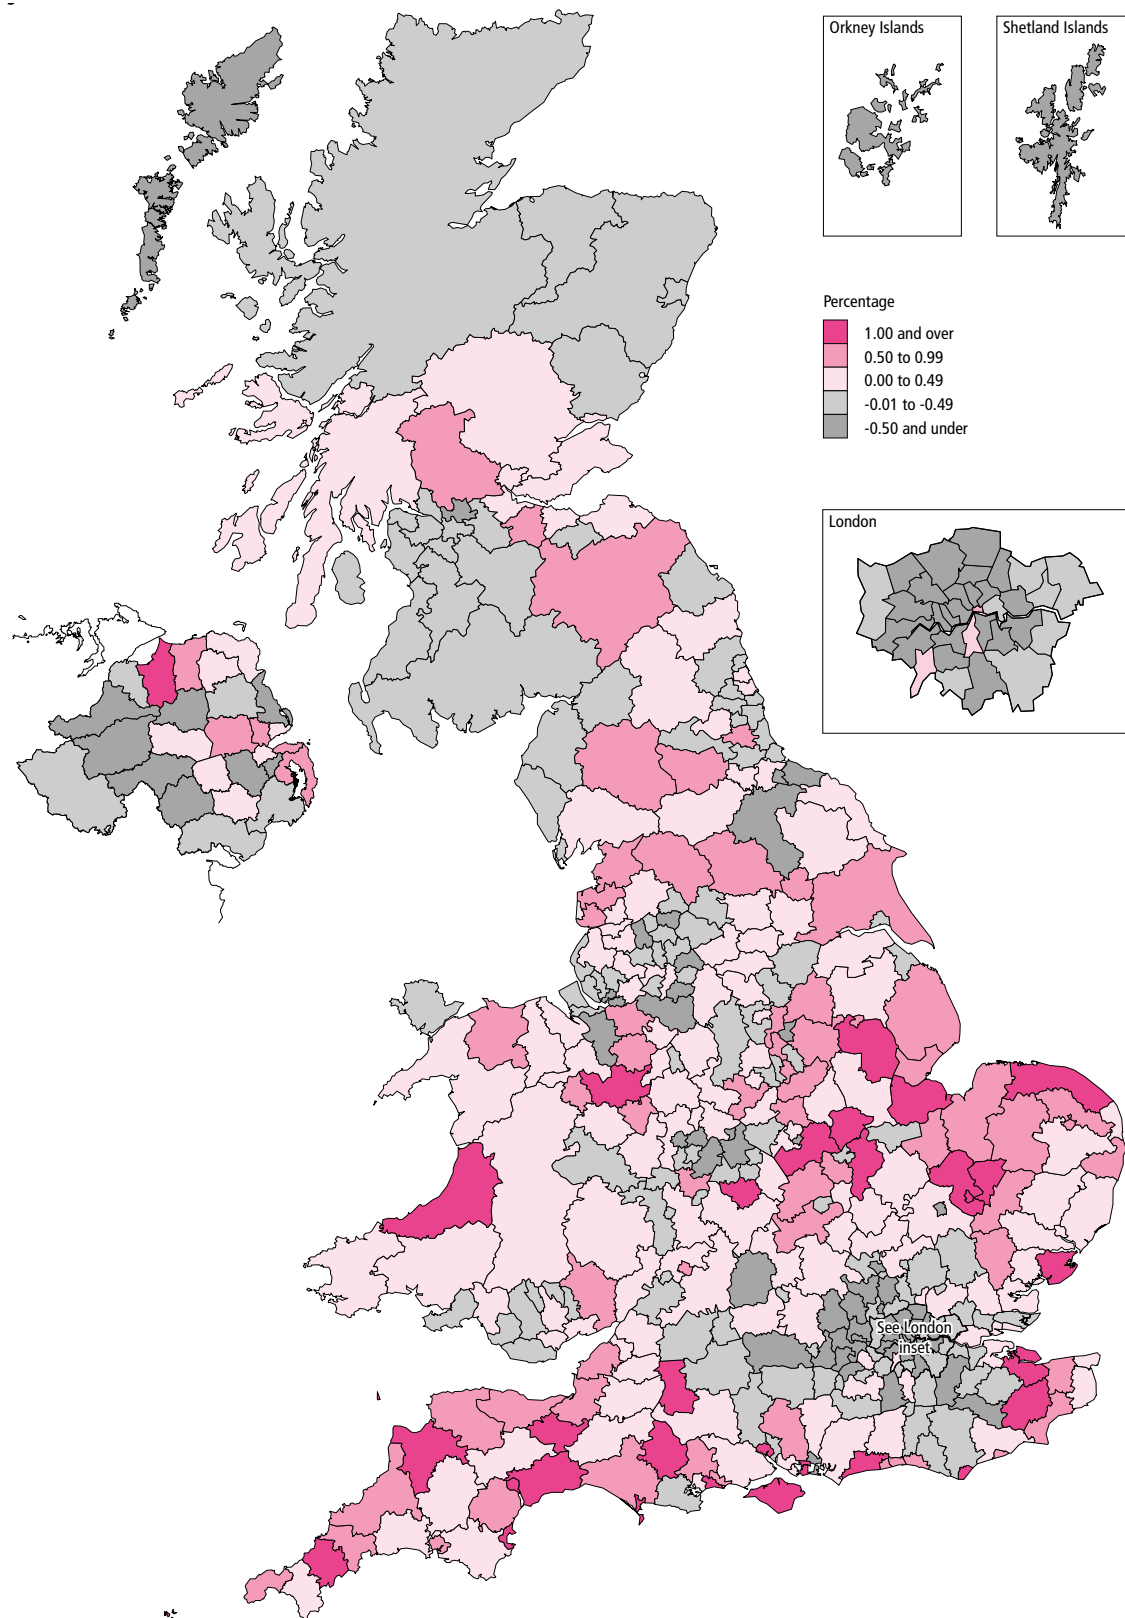 Orkney Islands
Shetland Islands
Percentage
1.00 and over
0.50 to 0.99
0.00 to 0.49
-0.01 to -0.49
-0.50 and under
London
See London
inset